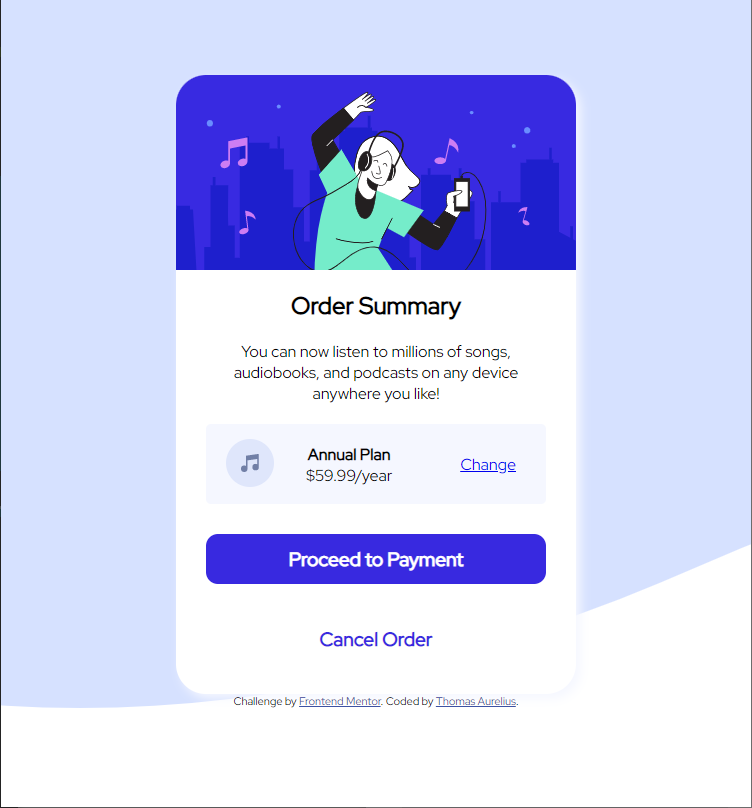 Order Summary
You can now listen to millions of songs,
audiobooks, and podcasts on any device
anywhere you like!
Annual Plan
$59.99/year
Change
Proceed to Payment
Cancel Order
Challenge by Frontend Mentor. Coded by Thomas Aurelius.